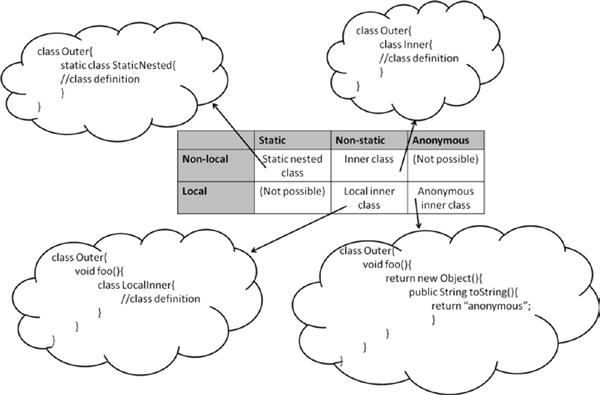 class Outer{
static class StaticNested{
//class definition
}
}
class Outer{
class Inner{
//class definition
}
}
Static Non-static Anonymous
Non-local Static nested class Inner class (Not possible)
Local (Not possible) Local inner class Anonymous inner class
class Outer{
void foo(){
class LocalInner{
//class definition
}
}
}
class Outer{
void foo(){
return new Object(){
public String toString(){
return “anonymous”;
}
}
}
}